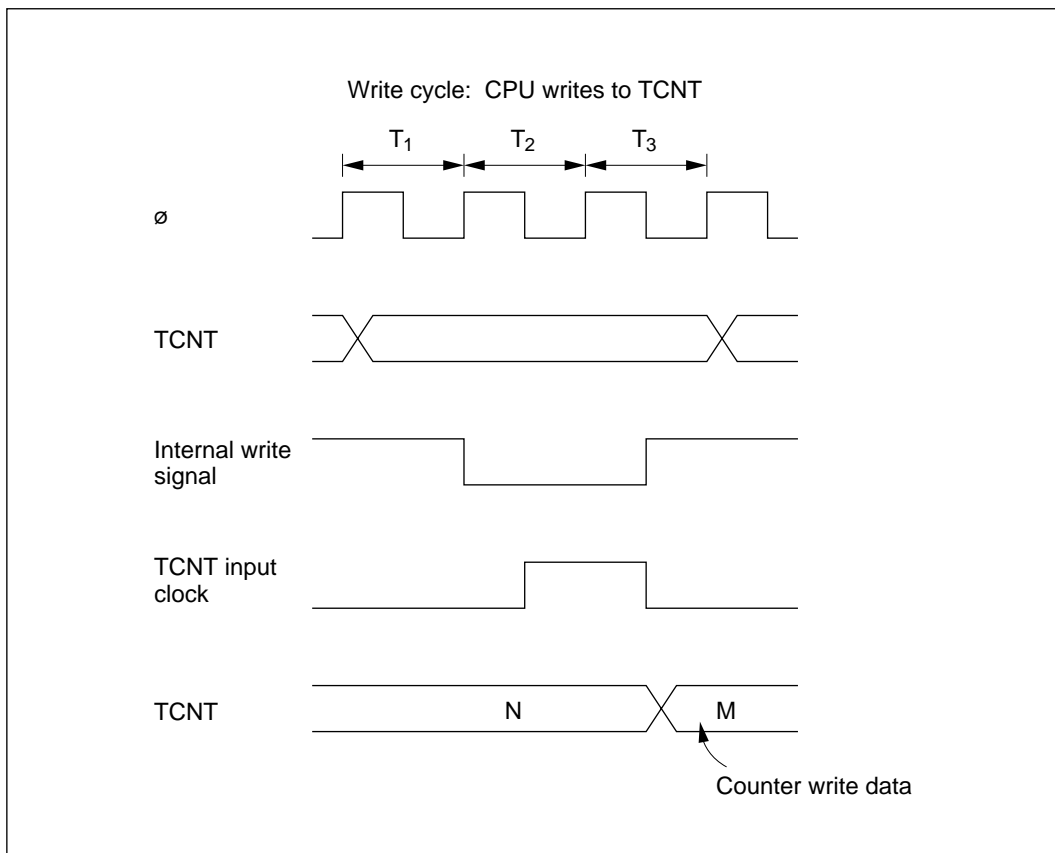 Write cycle: CPU writes to TCNT
T₁ T₂ T₃
ø
TCNT
Internal write
signal
TCNT input
clock
TCNT N M
Counter write data